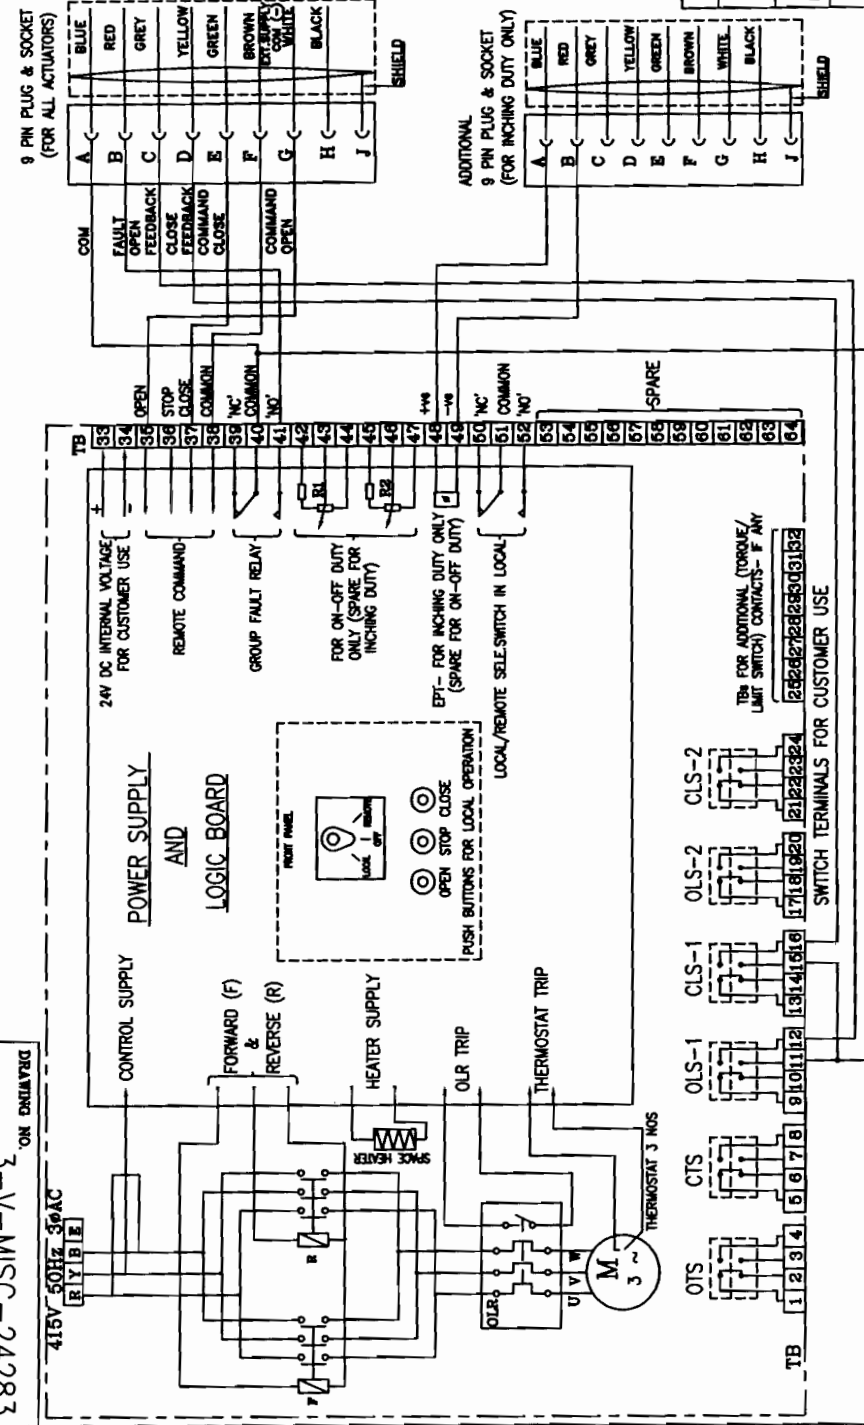 9 PIN PLUG & SOCKET
(FOR ALL ACTUATORS)
BLUE
RED
GREY
YELLOW
GREEN
BROWN
(EXT.SUPPLY
COM (-)
WHITE
BLACK
SHIELD
A
B
C
D
E
F
G
H
J
COM
FAULT
OPEN
FEEDBACK
CLOSE
FEEDBACK
COMMAND
CLOSE
COMMAND
OPEN
ADDITIONAL
9 PIN PLUG & SOCKET
(FOR INCHING DUTY ONLY)
BLUE
RED
GREY
YELLOW
GREEN
BROWN
WHITE
BLACK
SHIELD
A
B
C
D
E
F
G
H
J
OPEN
STOP
CLOSE
COMMON
'NC'
COMMON
'NO'
+ve
-ve
'NC'
COMMON
'NO'
SPARE
TB
33 34 35 36 37 38 39 40 41 42 43 44 45 46 47 48 49 50 51 52 53 54 55 56 57 58 59 60 61 62 63 64
+
-
R1
R2
24V DC INTERNAL VOLTAGE
FOR CUSTOMER USE
REMOTE COMMAND
GROUP FAULT RELAY
FOR ON-OFF DUTY
ONLY (SPARE FOR
INCHING DUTY)
EPT- FOR INCHING DUTY ONLY
(SPARE FOR ON-OFF DUTY)
LOCAL/REMOTE SELE.SWITCH IN LOCAL
POWER SUPPLY
AND
LOGIC BOARD
FRONT PANEL
LOCAL
OFF
REMOTE
OPEN STOP CLOSE
PUSH BUTTONS FOR LOCAL OPERATION
CONTROL SUPPLY
FORWARD (F)
&
REVERSE (R)
HEATER SUPPLY
OLR TRIP
THERMOSTAT TRIP
SPACE HEATER
415V 50Hz 3øAC
R Y B E
F
R
OLR
U V W
M
3 ~
THERMOSTAT 3 NOS
TBs FOR ADDITIONAL (TORQUE/
LIMIT SWITCH) CONTACTS- IF ANY
OTS
CTS
OLS-1
CLS-1
OLS-2
CLS-2
TB
1 2 3 4
5 6 7 8
9 10 11 12
13 14 15 16
17 18 19 20
21 22 23 24
25 26 27 28 29 30 31 32
SWITCH TERMINALS FOR CUSTOMER USE
DRAWING NO.
3-V-MISC-24283